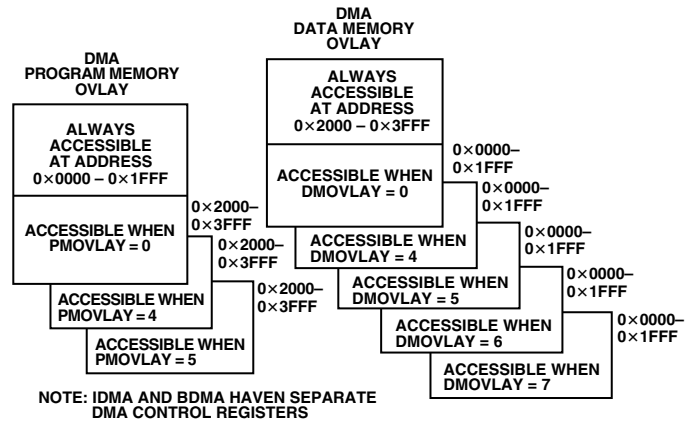 DMA
PROGRAM MEMORY
OVLAY
ALWAYS
ACCESSIBLE
AT ADDRESS
0×0000 – 0×1FFF
ACCESSIBLE WHEN
PMOVLAY = 0
0×2000–
0×3FFF
ACCESSIBLE WHEN
PMOVLAY = 4
0×2000–
0×3FFF
ACCESSIBLE WHEN
PMOVLAY = 5
0×2000–
0×3FFF
DMA
DATA MEMORY
OVLAY
ALWAYS
ACCESSIBLE
AT ADDRESS
0×2000 – 0×3FFF
ACCESSIBLE WHEN
DMOVLAY = 0
0×0000–
0×1FFF
ACCESSIBLE WHEN
DMOVLAY = 4
0×0000–
0×1FFF
ACCESSIBLE WHEN
DMOVLAY = 5
0×0000–
0×1FFF
ACCESSIBLE WHEN
DMOVLAY = 6
0×0000–
0×1FFF
ACCESSIBLE WHEN
DMOVLAY = 7
0×0000–
0×1FFF
NOTE: IDMA AND BDMA HAVEN SEPARATE
DMA CONTROL REGISTERS